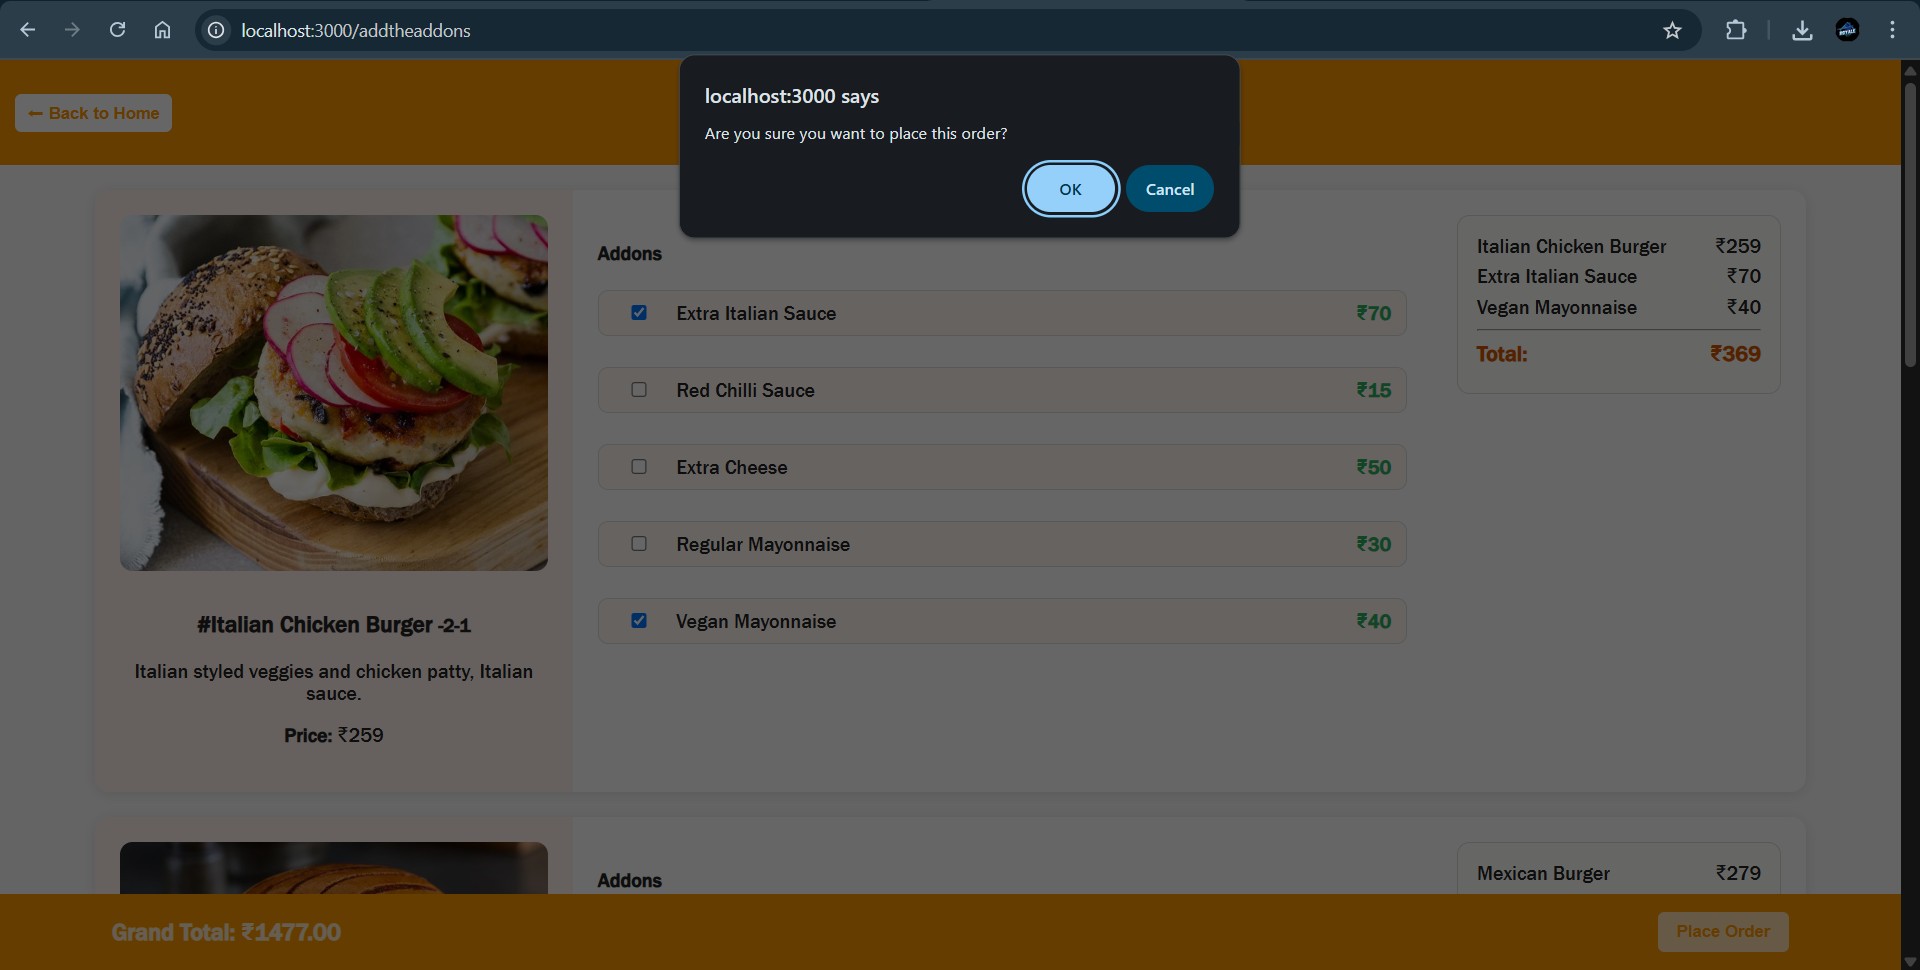 localhost:3000/addtheaddons
← Back to Home
localhost:3000 says
Are you sure you want to place this order?
OK
Cancel
Addons
Extra Italian Sauce ₹70
Red Chilli Sauce ₹15
Extra Cheese ₹50
Regular Mayonnaise ₹30
Vegan Mayonnaise ₹40
Italian Chicken Burger ₹259
Extra Italian Sauce ₹70
Vegan Mayonnaise ₹40
Total: ₹369
#Italian Chicken Burger -2-1
Italian styled veggies and chicken patty, Italian
sauce.
Price: ₹259
Addons
Mexican Burger ₹279
Grand Total: ₹1477.00
Place Order